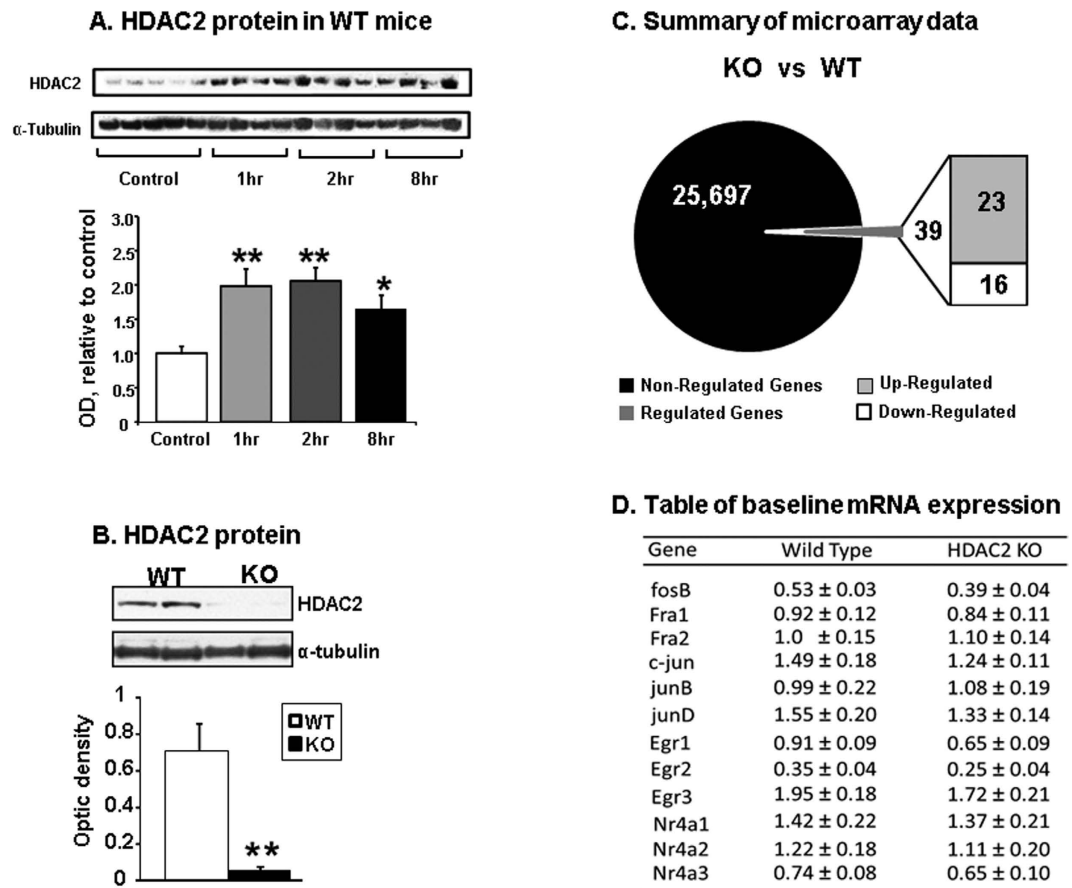 A. HDAC2 protein in WT mice
HDAC2
α-Tubulin
Control 1hr 2hr 8hr
OD, relative to control
3.0
2.5
2.0
1.5
1.0
0.5
0
** ** *
Control 1hr 2hr 8hr
B. HDAC2 protein
WT KO
HDAC2
α-tubulin
Optic density
1
0.8
0.6
0.4
0.2
0
WT
KO
**
C. Summary of microarray data
KO vs WT
25,697
39
23
16
Non-Regulated Genes
Up-Regulated
Regulated Genes
Down-Regulated
D. Table of baseline mRNA expression
Gene Wild Type HDAC2 KO
fosB 0.53 ± 0.03 0.39 ± 0.04
Fra1 0.92 ± 0.12 0.84 ± 0.11
Fra2 1.0 ± 0.15 1.10 ± 0.14
c-jun 1.49 ± 0.18 1.24 ± 0.11
junB 0.99 ± 0.22 1.08 ± 0.19
junD 1.55 ± 0.20 1.33 ± 0.14
Egr1 0.91 ± 0.09 0.65 ± 0.09
Egr2 0.35 ± 0.04 0.25 ± 0.04
Egr3 1.95 ± 0.18 1.72 ± 0.21
Nr4a1 1.42 ± 0.22 1.37 ± 0.21
Nr4a2 1.22 ± 0.18 1.11 ± 0.20
Nr4a3 0.74 ± 0.08 0.65 ± 0.10